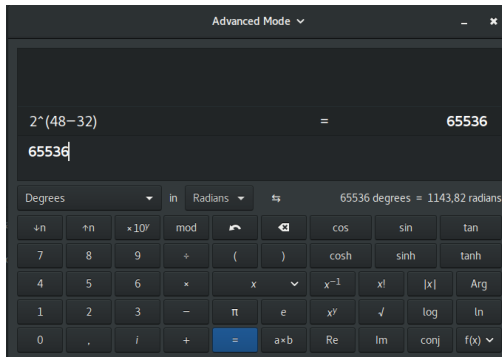 Advanced Mode
2^(48−32) = 65536
65536
Degrees in Radians ⇆ 65536 degrees = 1143,82 radians
↓n ↑n ×10ʸ mod cos sin tan
7 8 9 ÷ ( ) cosh sinh tanh
4 5 6 × x x⁻¹ x! |x| Arg
1 2 3 − π e xʸ √ log ln
0 , i + = a×b Re Im conj f(x)